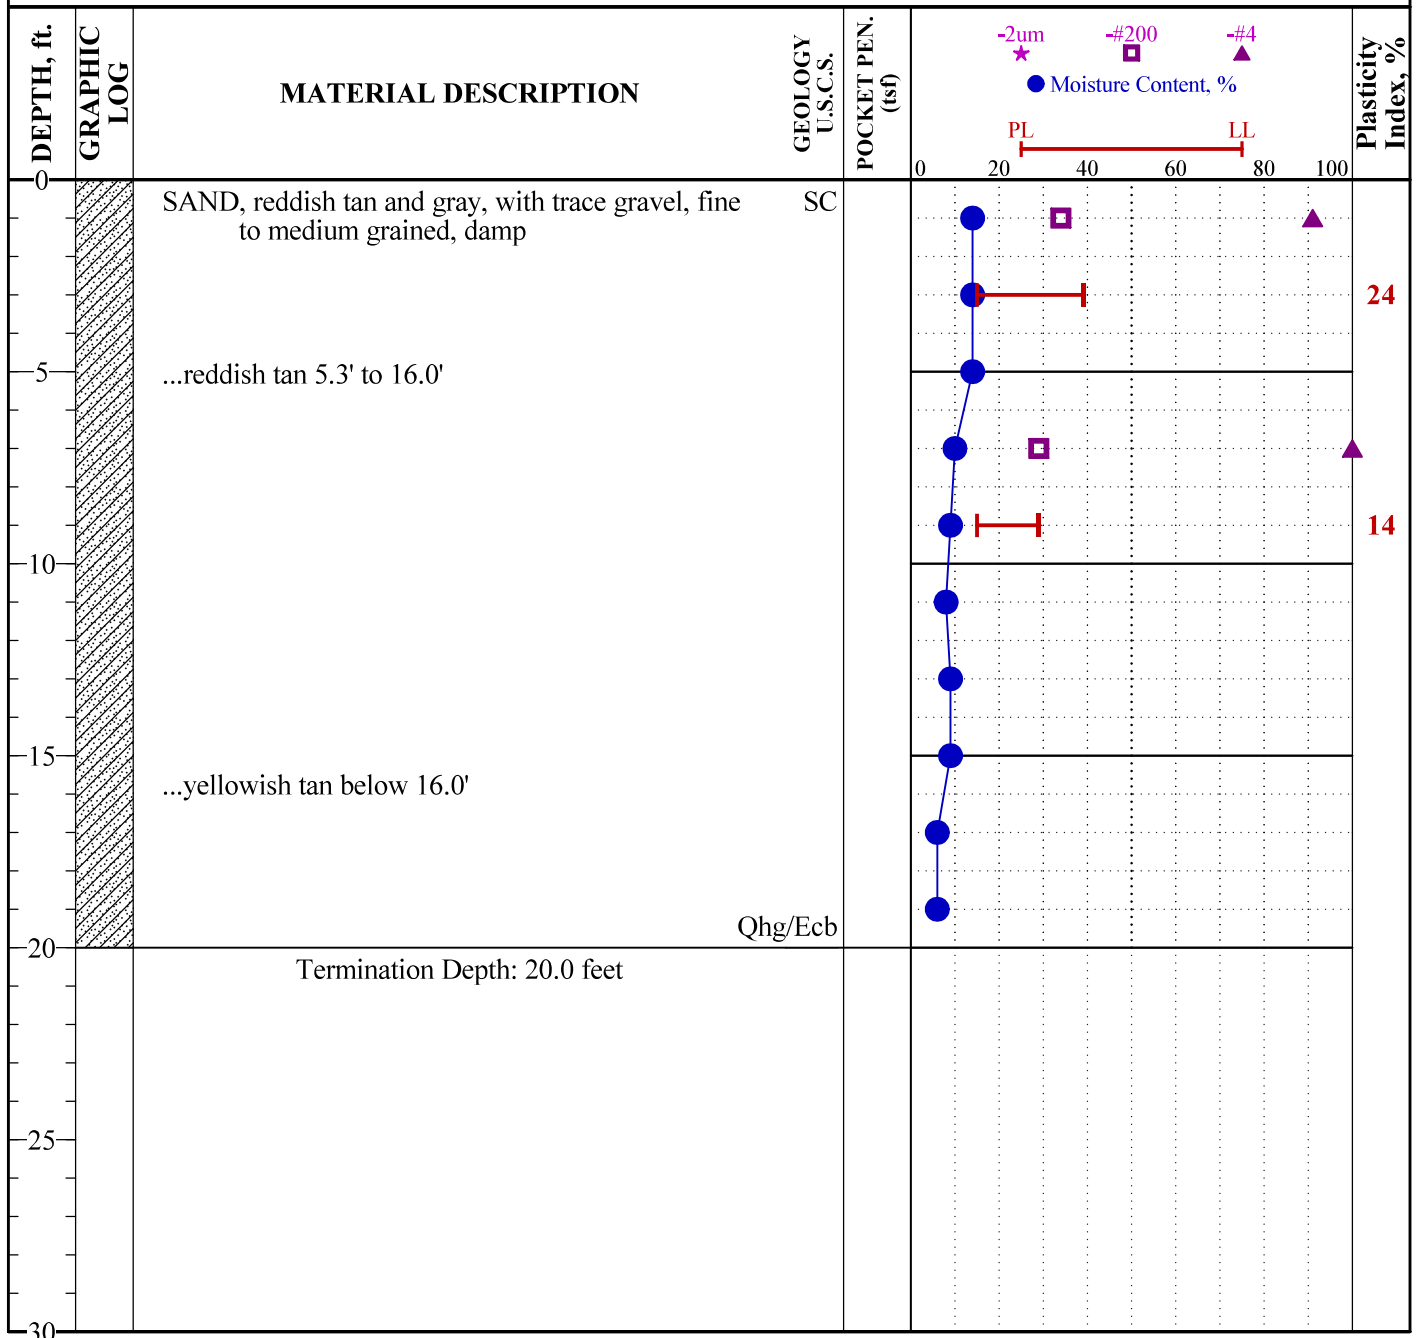 DEPTH, ft.
GRAPHIC
LOG
MATERIAL DESCRIPTION
GEOLOGY
U.S.C.S.
POCKET PEN.
(tsf)
-2um -#200 -#4
Moisture Content, %
PL LL
0 20 40 60 80 100
Plasticity
Index, %
0
SAND, reddish tan and gray, with trace gravel, fine SC
to medium grained, damp
24
5
...reddish tan 5.3' to 16.0'
14
10
15
...yellowish tan below 16.0'
Qhg/Ecb
20
Termination Depth: 20.0 feet
25
30